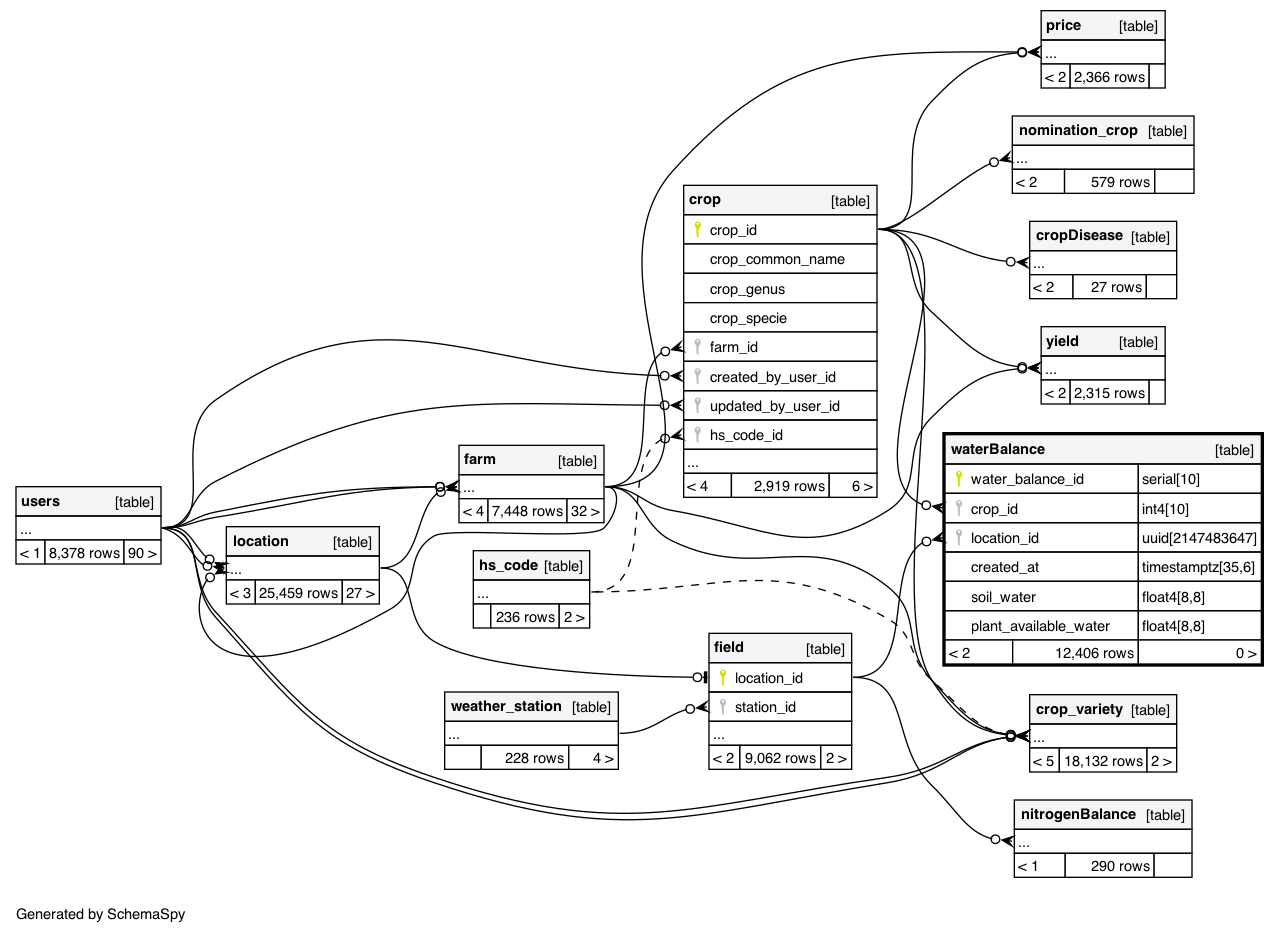 price [table]
...
< 2 2,366 rows
nomination_crop [table]
...
< 2 579 rows
crop [table]
crop_id
crop_common_name
crop_genus
crop_specie
farm_id
created_by_user_id
updated_by_user_id
hs_code_id
...
< 4 2,919 rows 6 >
cropDisease [table]
...
< 2 27 rows
yield [table]
...
< 2 2,315 rows
waterBalance [table]
water_balance_id serial[10]
crop_id int4[10]
location_id uuid[2147483647]
created_at timestamptz[35,6]
soil_water float4[8,8]
plant_available_water float4[8,8]
< 2 12,406 rows 0 >
farm [table]
...
< 4 7,448 rows 32 >
users [table]
...
< 1 8,378 rows 90 >
location [table]
...
< 3 25,459 rows 27 >
hs_code [table]
...
236 rows 2 >
field [table]
location_id
station_id
...
< 2 9,062 rows 2 >
weather_station [table]
...
228 rows 4 >
crop_variety [table]
...
< 5 18,132 rows 2 >
nitrogenBalance [table]
...
< 1 290 rows
Generated by SchemaSpy